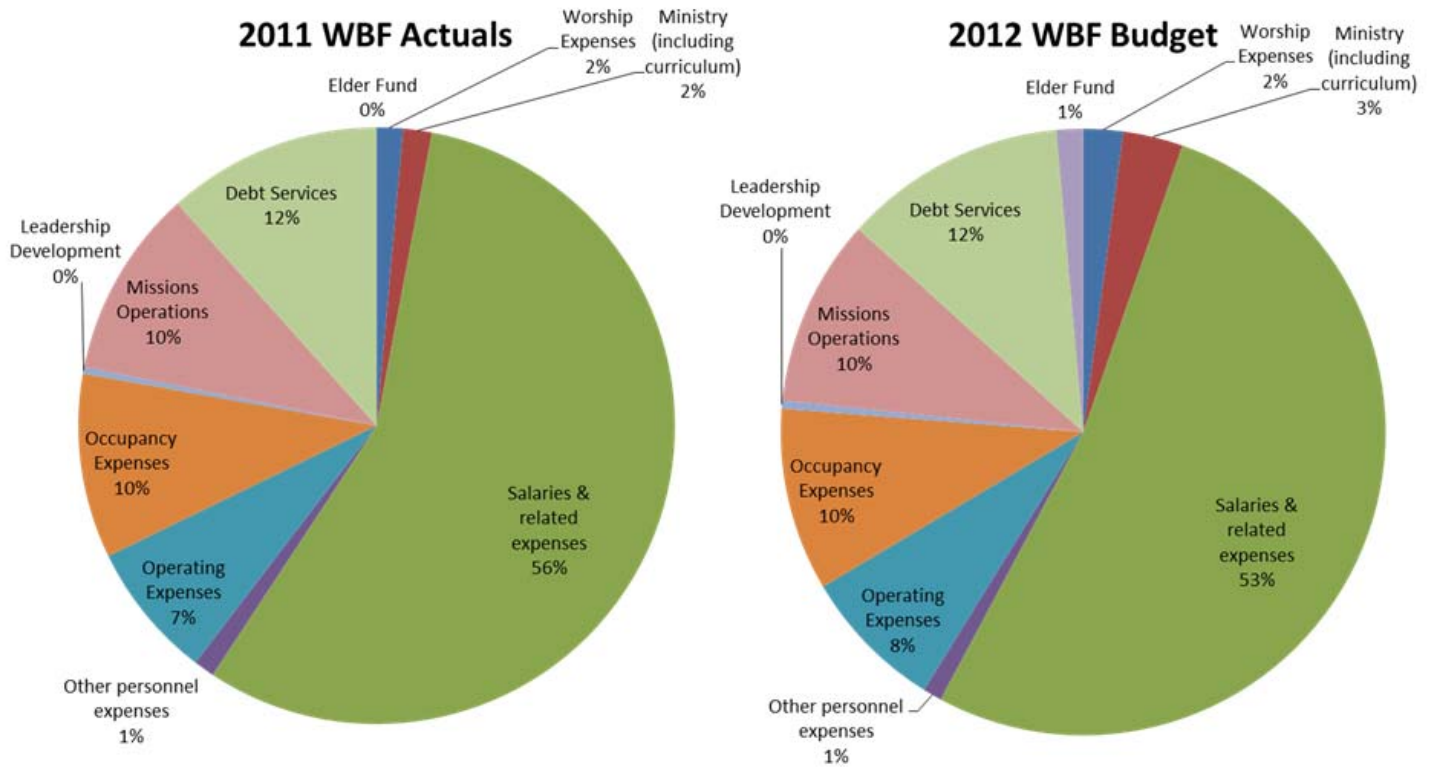 2011 WBF Actuals
Worship
Expenses
2%
Ministry
(including
curriculum)
2%
Elder Fund
0%
Debt Services
12%
Leadership
Development
0%
Missions
Operations
10%
Occupancy
Expenses
10%
Operating
Expenses
7%
Other personnel
expenses
1%
Salaries &
related
expenses
56%
2012 WBF Budget
Worship
Expenses
2%
Ministry
(including
curriculum)
3%
Elder Fund
1%
Debt Services
12%
Leadership
Development
0%
Missions
Operations
10%
Occupancy
Expenses
10%
Operating
Expenses
8%
Other personnel
expenses
1%
Salaries &
related
expenses
53%